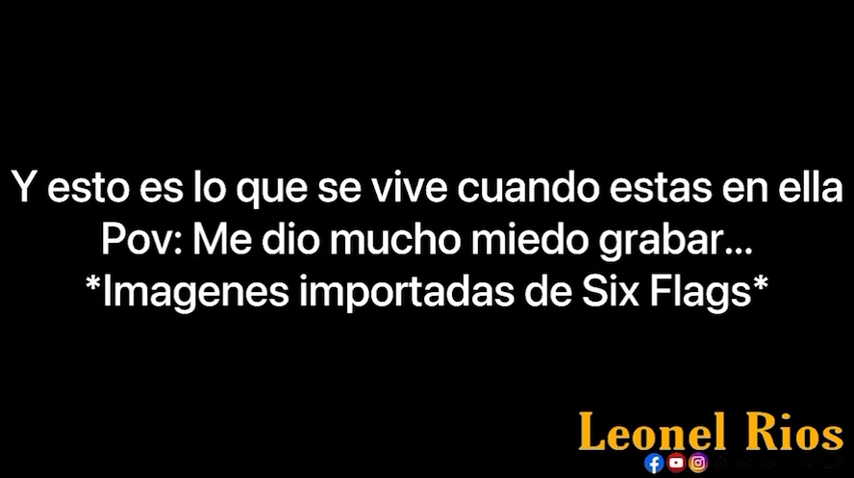 Y esto es lo que se vive cuando estas en ella
Pov: Me dio mucho miedo grabar...
*Imagenes importadas de Six Flags*
Leonel Rios